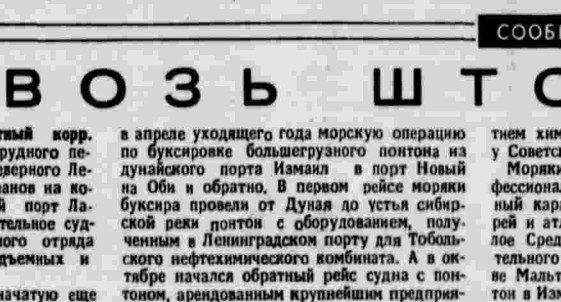 СООБ
ВОЗЬ ШТО
тный корр.
рудного пе-
еверного Ле-
еанов на ко-
й порт Ла-
тельное суд-
ного отряда
дъемных и
начатую еще
в апреле уходящего года морскую операцию
по буксировке большегрузного понтона из
дунайского порта Измаил в порт Новый
на Оби и обратно. В первом рейсе моряки
буксира провели от Дуная до устья сибир-
ской реки понтон с оборудованием, полу-
ченным в Ленинградском порту для Тоболь-
ского нефтехимического комбината. А в ок-
тябре начался обратный рейс судна с пон-
тоном, арендованным крупнейшим предприя-
тием хим
у Советс
Моряки
фессионал
ный кара
рей и атл
лое Сред
тельного
ве Мальт
тон в Изм